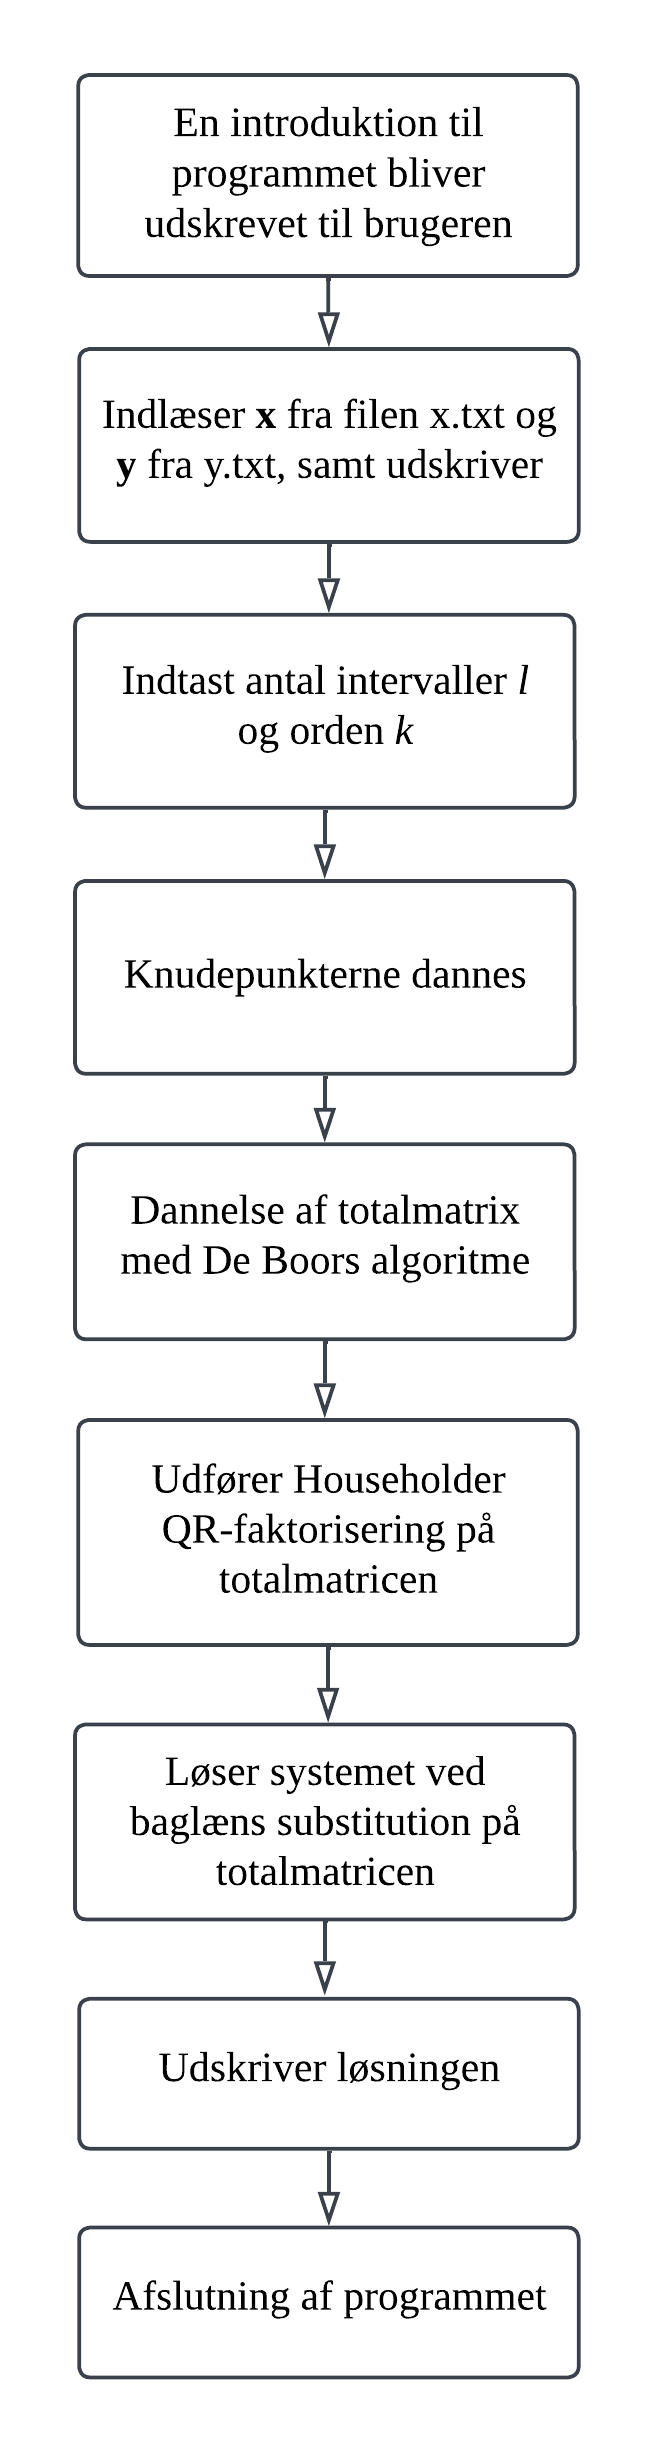 En introduktion til
programmet bliver
udskrevet til brugeren
Indlæser x fra filen x.txt og
y fra y.txt, samt udskriver
Indtast antal intervaller l
og orden k
Knudepunkterne dannes
Dannelse af totalmatrix
med De Boors algoritme
Udfører Householder
QR-faktorisering på
totalmatricen
Løser systemet ved
baglæns substitution på
totalmatricen
Udskriver løsningen
Afslutning af programmet